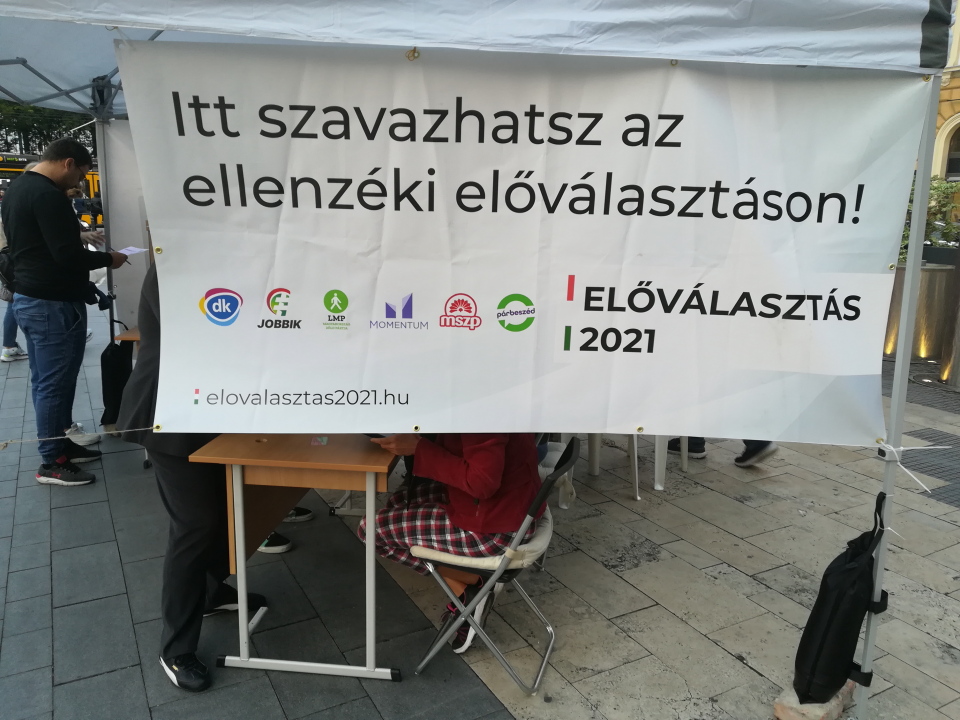 Itt szavazhatsz az
ellenzéki előválasztáson!
dk
JOBBIK
LMP
MOMENTUM
mszp
párbeszéd
ELŐVÁLASZTÁS
2021
elovalasztas2021.hu